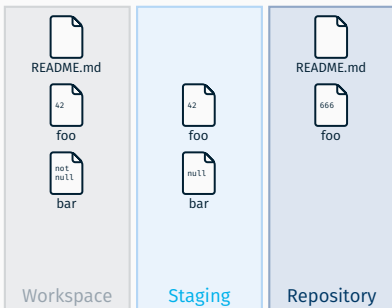 README.md
42
foo
not
null
bar
Workspace
42
foo
null
bar
Staging
README.md
666
foo
Repository